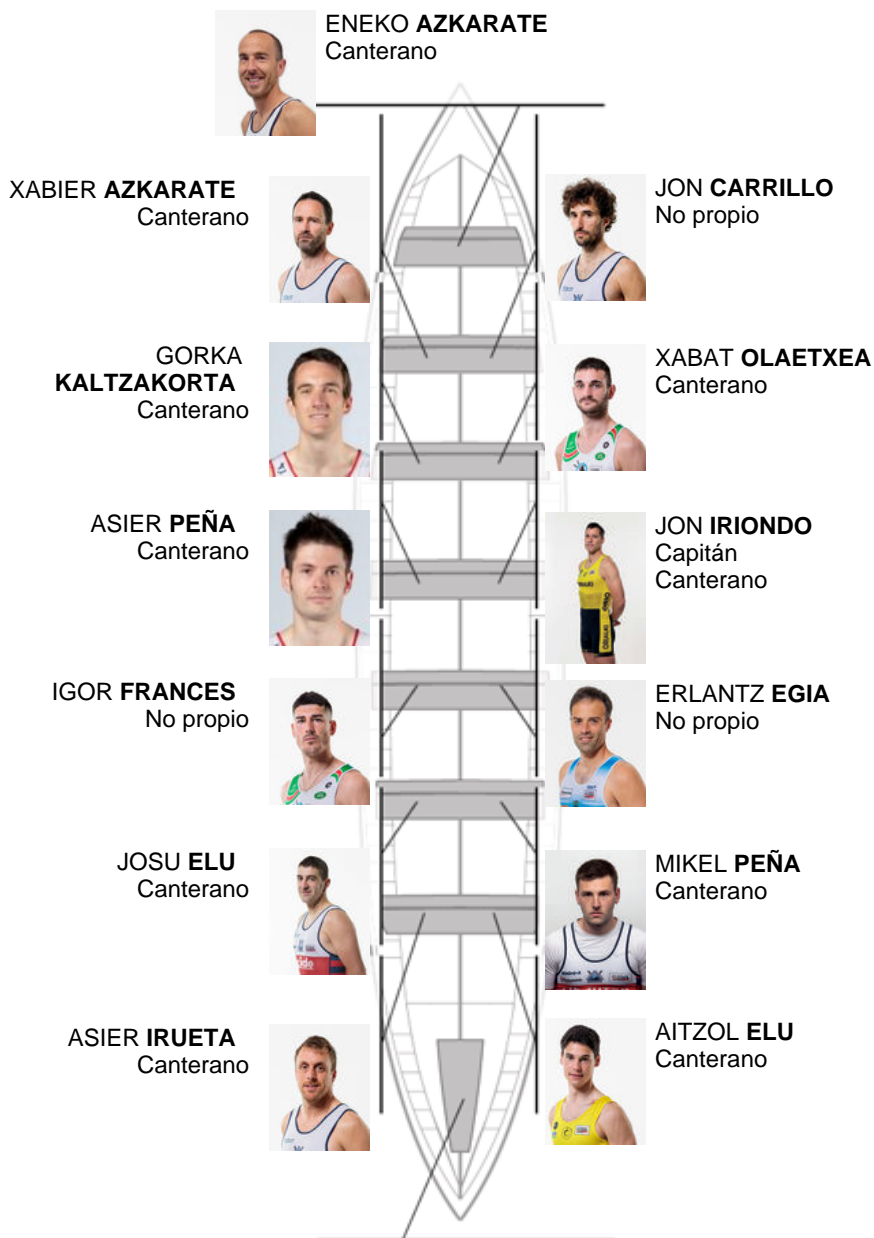 ENEKO AZKARATE
Canterano
XABIER AZKARATE
Canterano
JON CARRILLO
No propio
GORKA
KALTZAKORTA
Canterano
XABAT OLAETXEA
Canterano
ASIER PEÑA
Canterano
JON IRIONDO
Capitán
Canterano
IGOR FRANCES
No propio
ERLANTZ EGIA
No propio
JOSU ELU
Canterano
MIKEL PEÑA
Canterano
ASIER IRUETA
Canterano
AITZOL ELU
Canterano